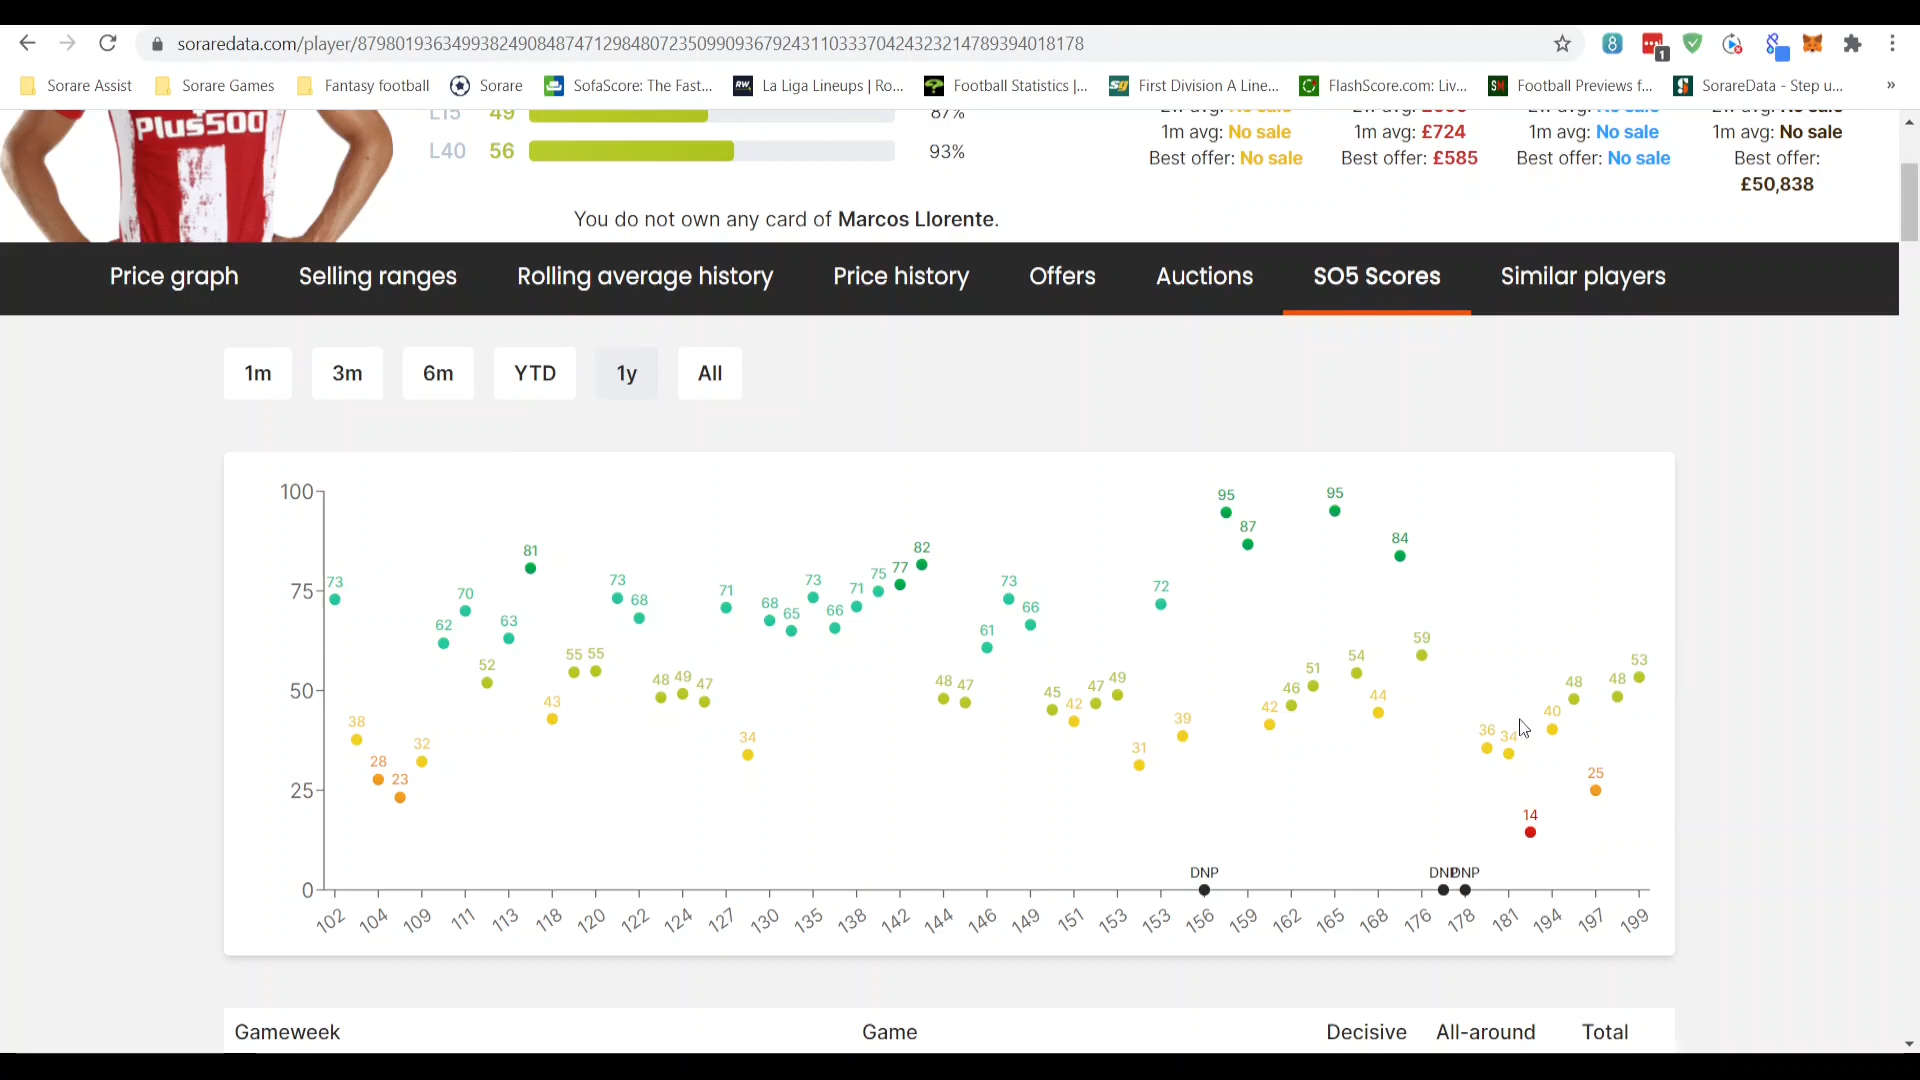 soraredata.com/player/87980193634993824908487471298480723509909367924311033370424323214789394018178
8
1
Sorare Assist
Sorare Games
Fantasy football
Sorare
SofaScore: The Fast...
RW.
La Liga Lineups | Ro...
Football Statistics |...
sg
First Division A Line...
FlashScore.com: Liv...
SM
Football Previews f...
SorareData - Step u...
»
Plus500
L15 49 87%
L40 56 93%
1m avg: No sale
Best offer: No sale
1m avg: £724
Best offer: £585
1m avg: No sale
Best offer: No sale
1m avg: No sale
Best offer:
£50,838
You do not own any card of Marcos Llorente.
Price graph
Selling ranges
Rolling average history
Price history
Offers
Auctions
SO5 Scores
Similar players
1m
3m
6m
YTD
1y
All
100
75
50
25
0
73
38
28
23
32
62
70
52
63
81
43
55
55
73
68
48
49
47
71
34
68
65
73
66
71
75
77
82
48
47
61
73
66
45
42
47
49
31
72
39
DNP
95
87
42
46
51
95
54
44
84
59
DNP
DNP
36
34
14
40
48
25
48
53
102 104 109 111 113 118 120 122 124 127 130 135 138 142 144 146 149 151 153 153 156 159 162 165 168 176 178 181 194 197 199
Gameweek Game Decisive All-around Total